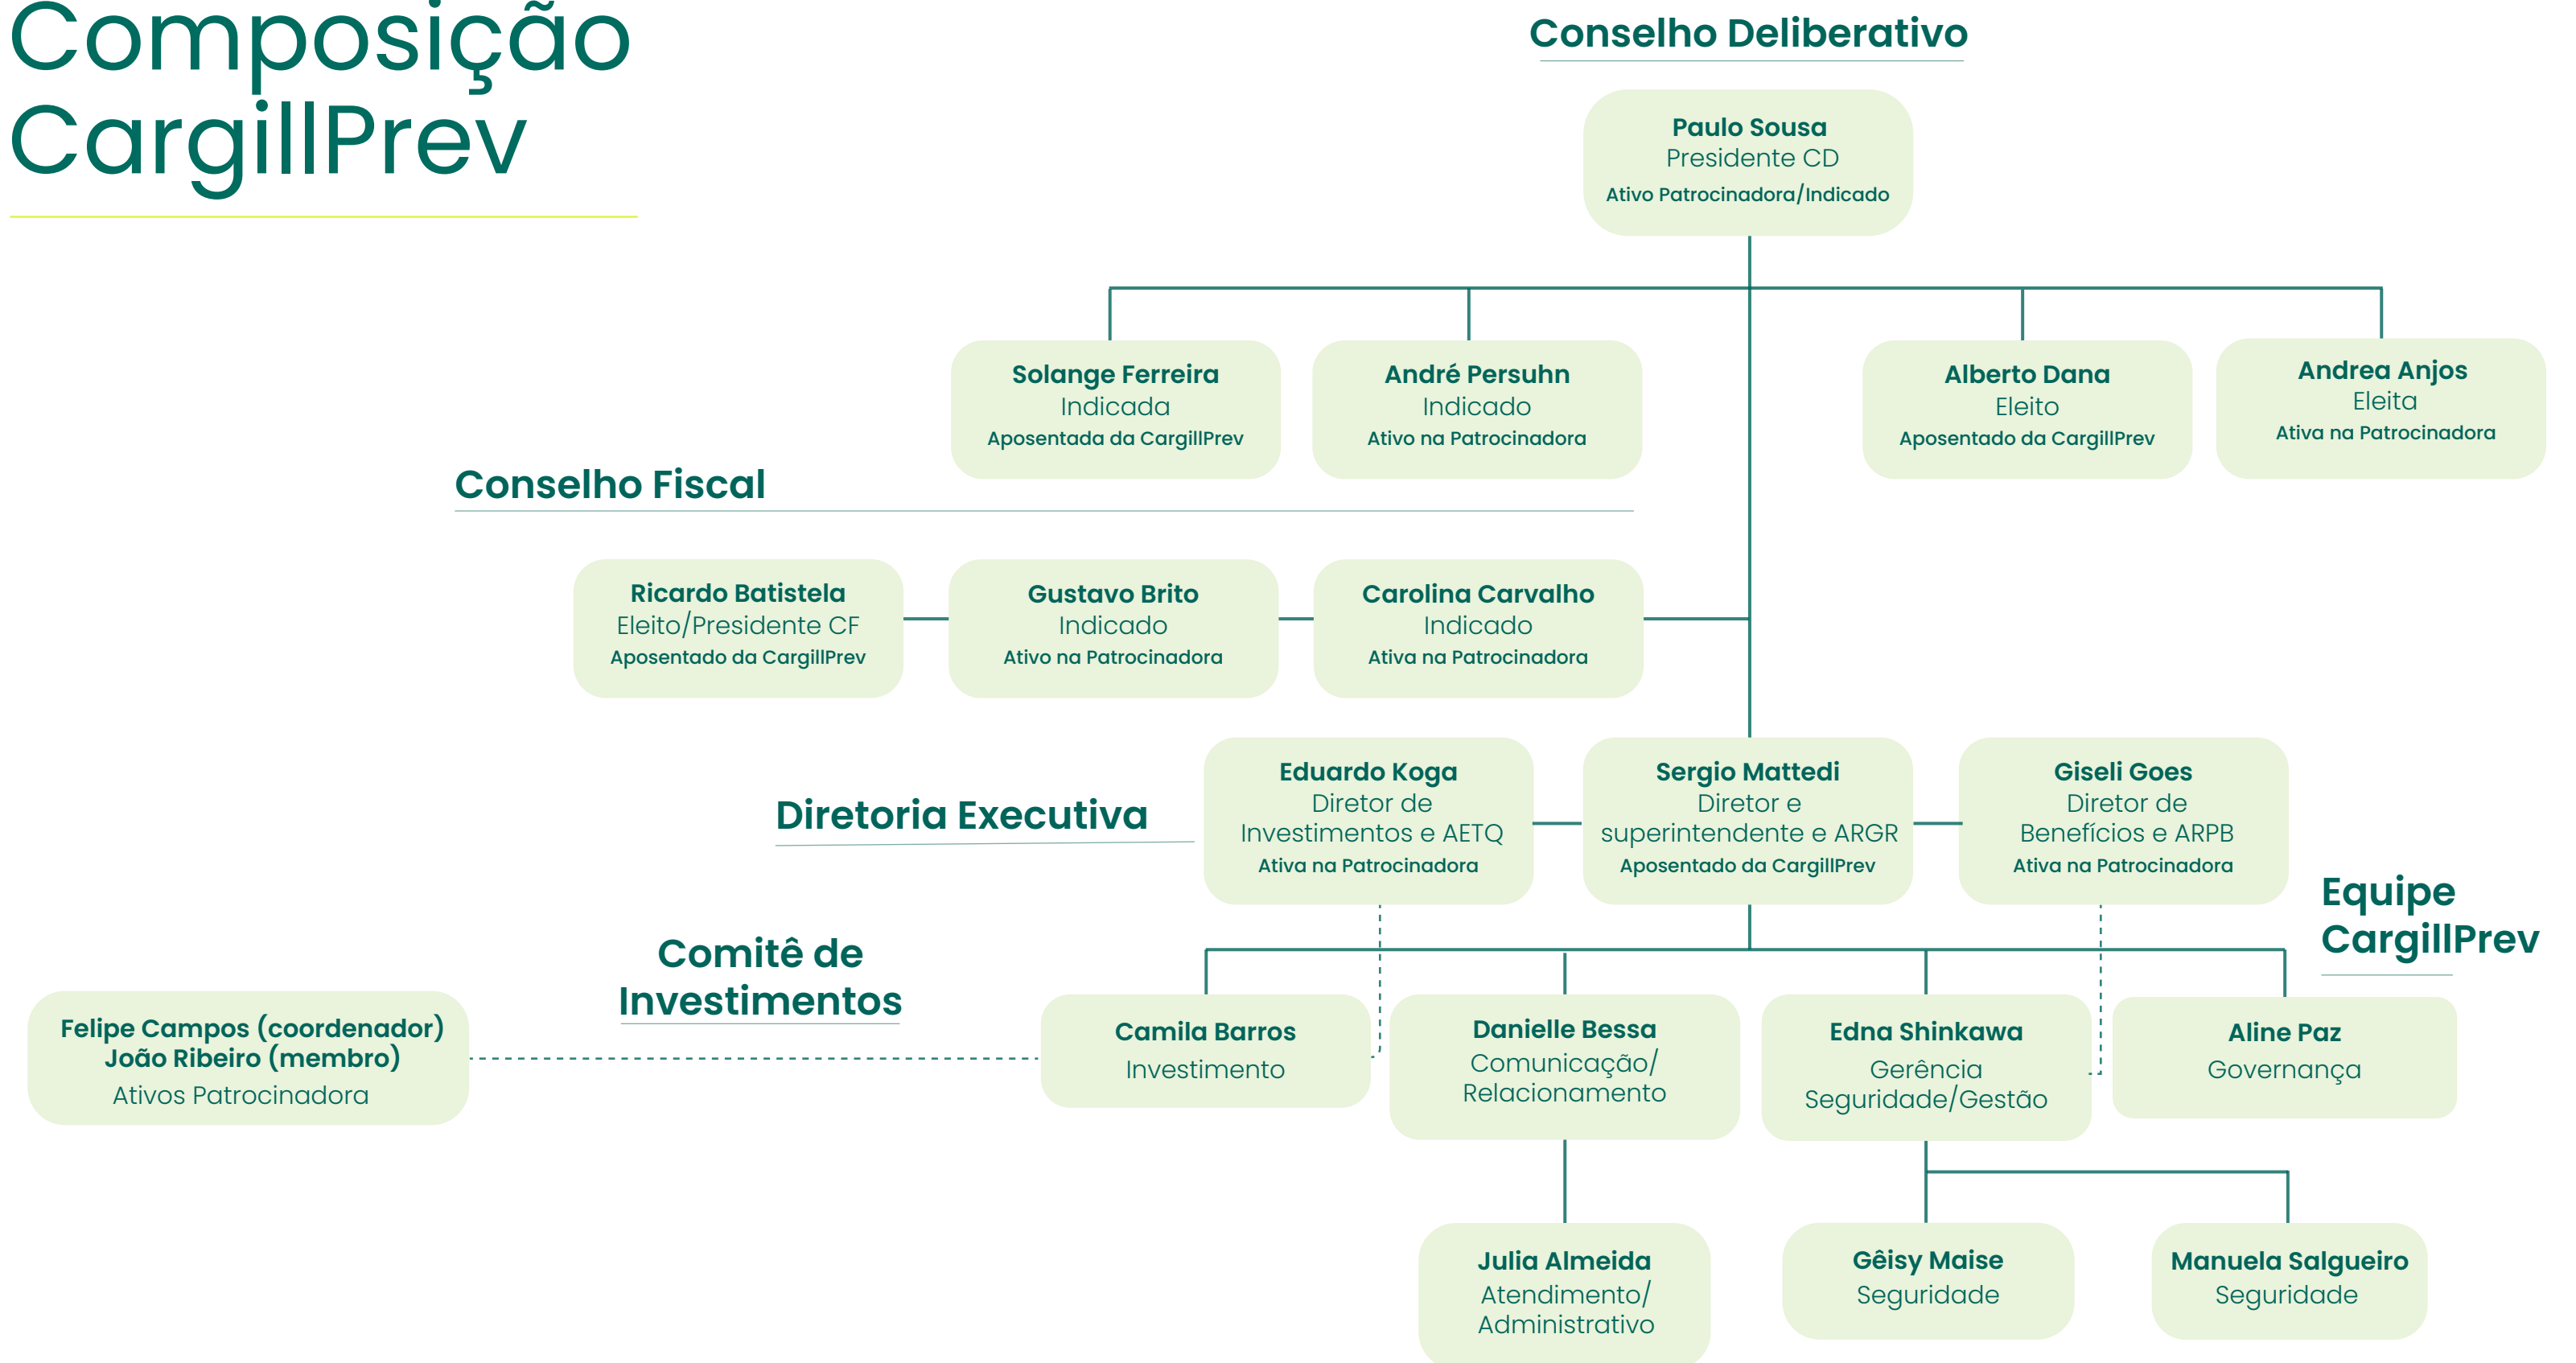 Composição
CargillPrev
Conselho Deliberativo
Paulo Sousa
Presidente CD
Ativo Patrocinadora/Indicado
Solange Ferreira
Indicada
Aposentada da CargillPrev
André Persuhn
Indicado
Ativo na Patrocinadora
Alberto Dana
Eleito
Aposentado da CargillPrev
Andrea Anjos
Eleita
Ativa na Patrocinadora
Conselho Fiscal
Ricardo Batistela
Eleito/Presidente CF
Aposentado da CargillPrev
Gustavo Brito
Indicado
Ativo na Patrocinadora
Carolina Carvalho
Indicado
Ativa na Patrocinadora
Diretoria Executiva
Eduardo Koga
Diretor de
Investimentos e AETQ
Ativa na Patrocinadora
Sergio Mattedi
Diretor e
superintendente e ARGR
Aposentado da CargillPrev
Giseli Goes
Diretor de
Benefícios e ARPB
Ativa na Patrocinadora
Equipe
CargillPrev
Comitê de
Investimentos
Felipe Campos (coordenador)
João Ribeiro (membro)
Ativos Patrocinadora
Camila Barros
Investimento
Danielle Bessa
Comunicação/
Relacionamento
Edna Shinkawa
Gerência
Seguridade/Gestão
Aline Paz
Governança
Julia Almeida
Atendimento/
Administrativo
Gêisy Maise
Seguridade
Manuela Salgueiro
Seguridade